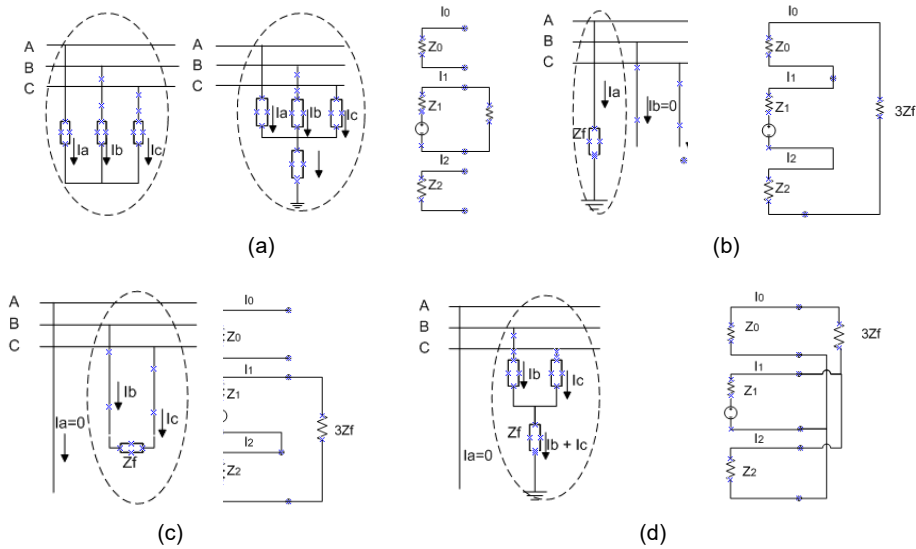 A
B
C
Ia
Ib
Ic
A
B
C
Ia
Ib
Ic
I0
Z0
I1
Z1
I2
Z2
(a)
A
B
C
Ia
Ib=0
Zf
I0
Z0
I1
Z1
I2
Z2
3Zf
(b)
A
B
C
Ia=0
Ib
Ic
Zf
I0
Z0
I1
Z1
I2
Z2
3Zf
(c)
A
B
C
Ib
Ic
Zf
Ib + Ic
Ia=0
I0
Z0
3Zf
I1
Z1
I2
Z2
(d)